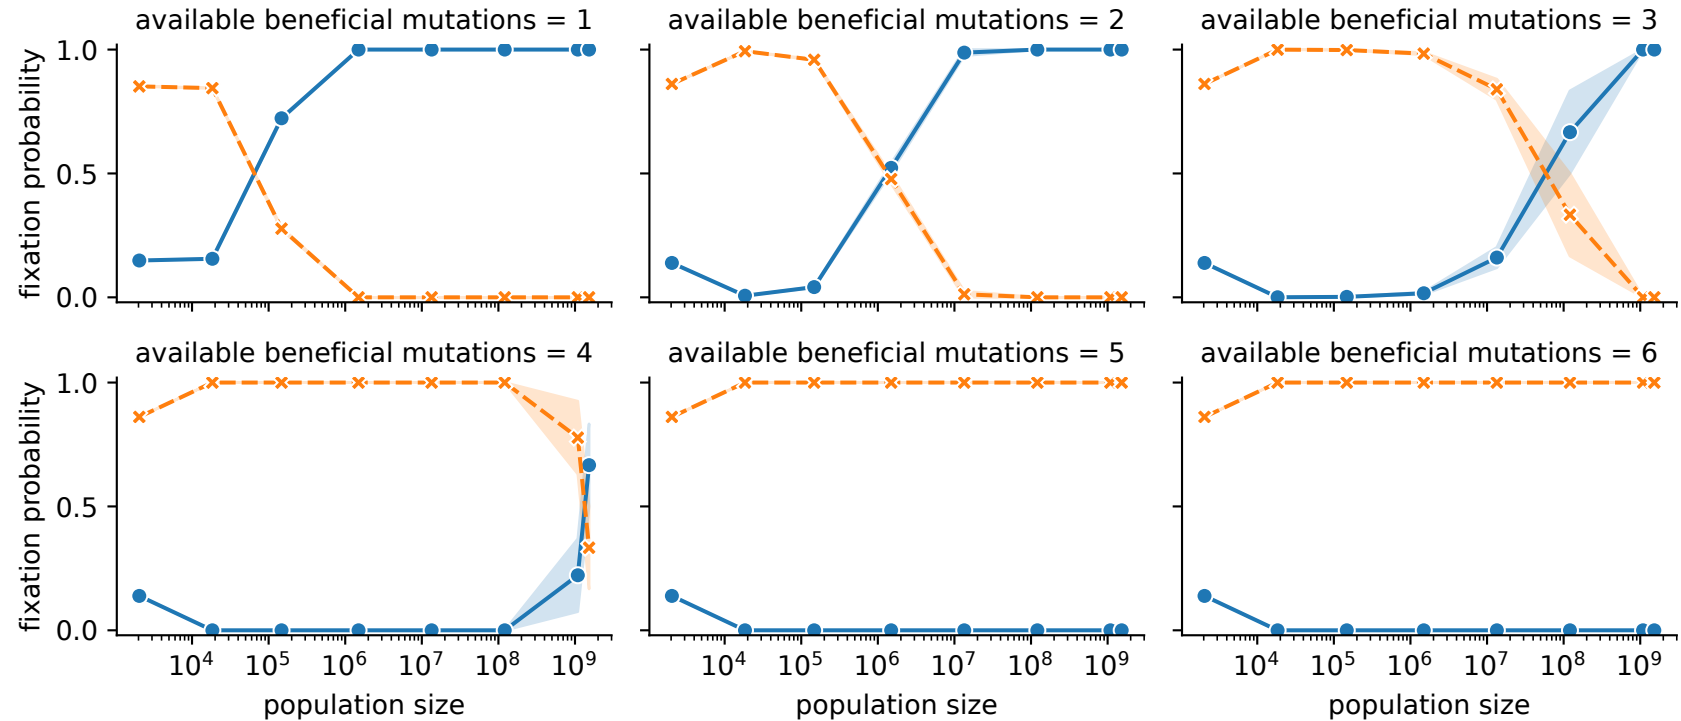 available beneficial mutations = 1
available beneficial mutations = 2
available beneficial mutations = 3
fixation probability
1.0
0.5
0.0
available beneficial mutations = 4
available beneficial mutations = 5
available beneficial mutations = 6
fixation probability
1.0
0.5
0.0
10⁴ 10⁵ 10⁶ 10⁷ 10⁸ 10⁹
10⁴ 10⁵ 10⁶ 10⁷ 10⁸ 10⁹
10⁴ 10⁵ 10⁶ 10⁷ 10⁸ 10⁹
population size
population size
population size